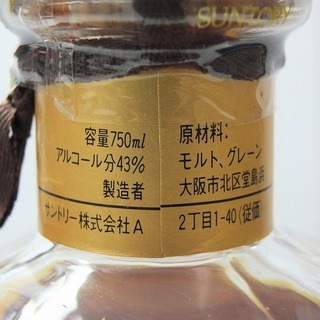 SUNTORY
容量750ml
アルコール分43%
製造者
サントリー株式会社A
原材料:
モルト、グレーン
大阪市北区堂島浜
2丁目1-40(従価